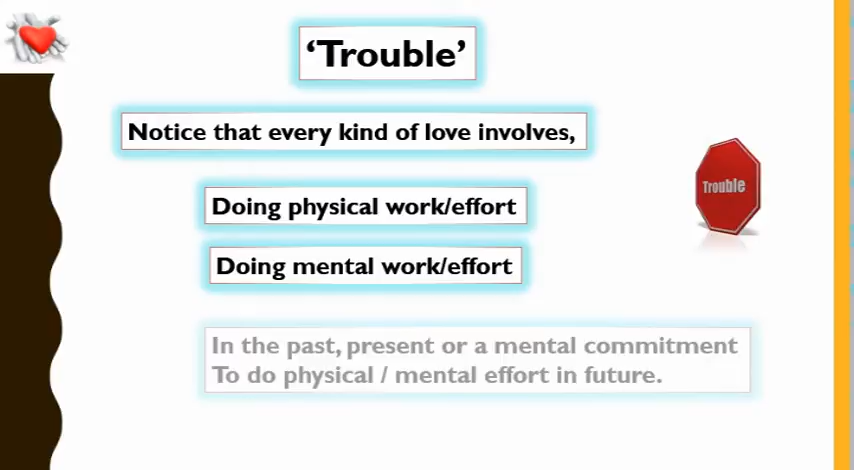 ‘Trouble’
Notice that every kind of love involves,
Trouble
Doing physical work/effort
Doing mental work/effort
In the past, present or a mental commitment
To do physical / mental effort in future.